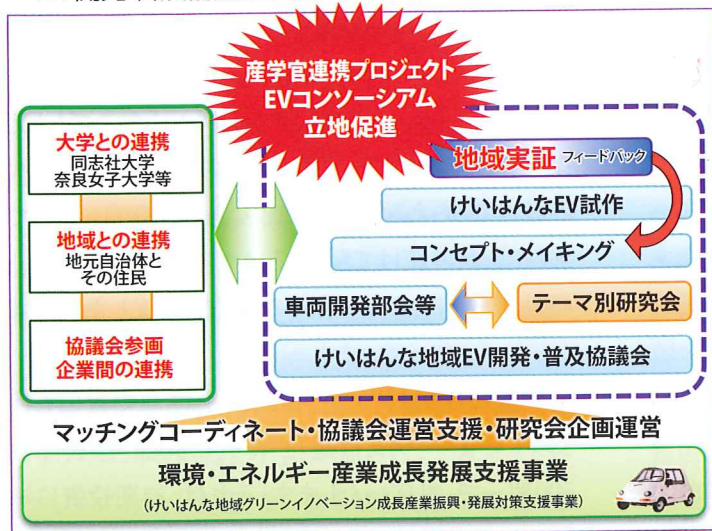 産学官連携プロジェクト
EVコンソーシアム
立地促進
大学との連携
同志社大学
奈良女子大学等
地域との連携
地元自治体と
その住民
協議会参画
企業間の連携
地域実証 フィードバック
けいはんなEV試作
コンセプト・メイキング
車両開発部会等
テーマ別研究会
けいはんな地域EV開発・普及協議会
マッチングコーディネート・協議会運営支援・研究会企画運営
環境・エネルギー産業成長発展支援事業
(けいはんな地域グリーンイノベーション成長産業振興・発展対策支援事業)